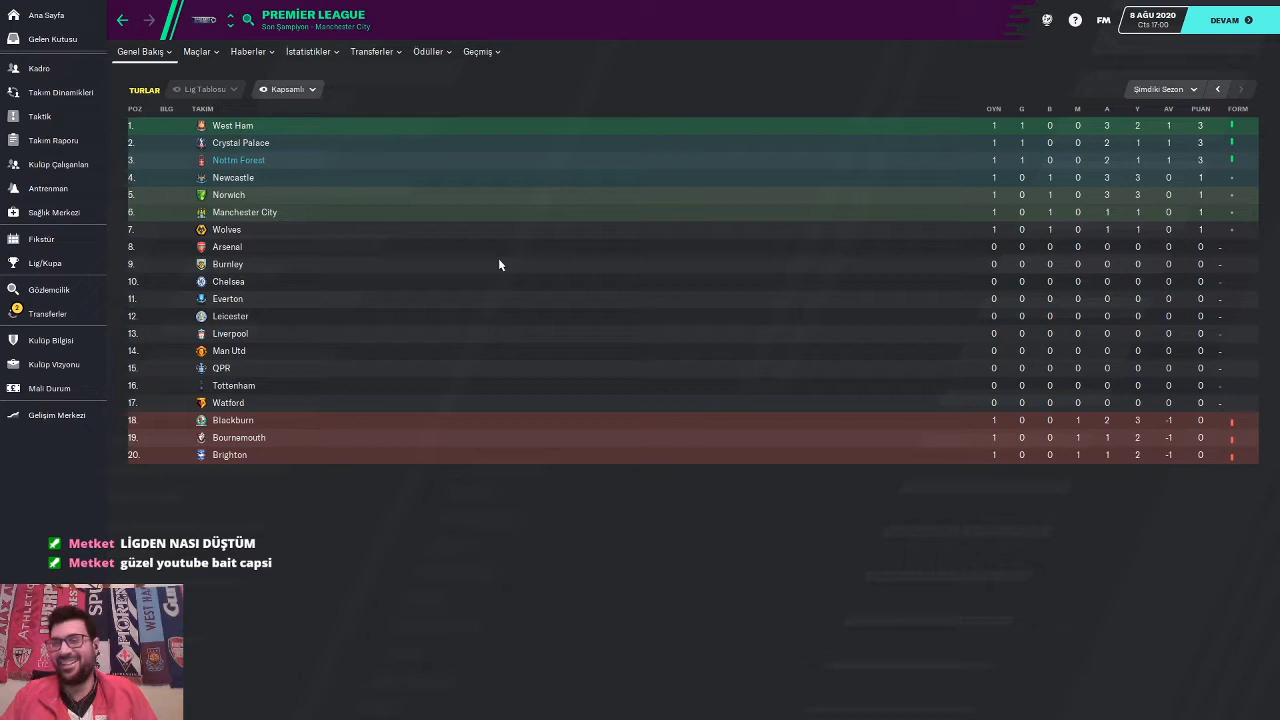 Ana Sayfa
Gelen Kutusu
Kadro
Takım Dinamikleri
Taktik
Takım Raporu
Kulüp Çalışanları
Antrenman
Sağlık Merkezi
Fikstür
Lig/Kupa
Gözlemcilik
2
Transferler
Kulüp Bilgisi
Kulüp Vizyonu
Mali Durum
Gelişim Merkezi
PREMİER LEAGUE
Son Şampiyon - Manchester City
FM
8 AĞU 2020
Cts 17:00
DEVAM
Genel Bakış Maçlar Haberler İstatistikler Transferler Ödüller Geçmiş
TURLAR Lig Tablosu Kapsamlı Şimdiki Sezon
POZ BLG TAKIM OYN G B M A Y AV PUAN FORM
1. West Ham 1 1 0 0 3 2 1 3
2. Crystal Palace 1 1 0 0 2 1 1 3
3. Nottm Forest 1 1 0 0 2 1 1 3
4. Newcastle 1 0 1 0 3 3 0 1
5. Norwich 1 0 1 0 3 3 0 1
6. Manchester City 1 0 1 0 1 1 0 1
7. Wolves 1 0 1 0 1 1 0 1
8. Arsenal 0 0 0 0 0 0 0 0 -
9. Burnley 0 0 0 0 0 0 0 0 -
10. Chelsea 0 0 0 0 0 0 0 0 -
11. Everton 0 0 0 0 0 0 0 0 -
12. Leicester 0 0 0 0 0 0 0 0 -
13. Liverpool 0 0 0 0 0 0 0 0 -
14. Man Utd 0 0 0 0 0 0 0 0 -
15. QPR 0 0 0 0 0 0 0 0 -
16. Tottenham 0 0 0 0 0 0 0 0 -
17. Watford 0 0 0 0 0 0 0 0 -
18. Blackburn 1 0 0 1 2 3 -1 0
19. Bournemouth 1 0 0 1 1 2 -1 0
20. Brighton 1 0 0 1 1 2 -1 0
Metket LİGDEN NASI DÜŞTÜM
Metket güzel youtube bait capsi
WEST HAM